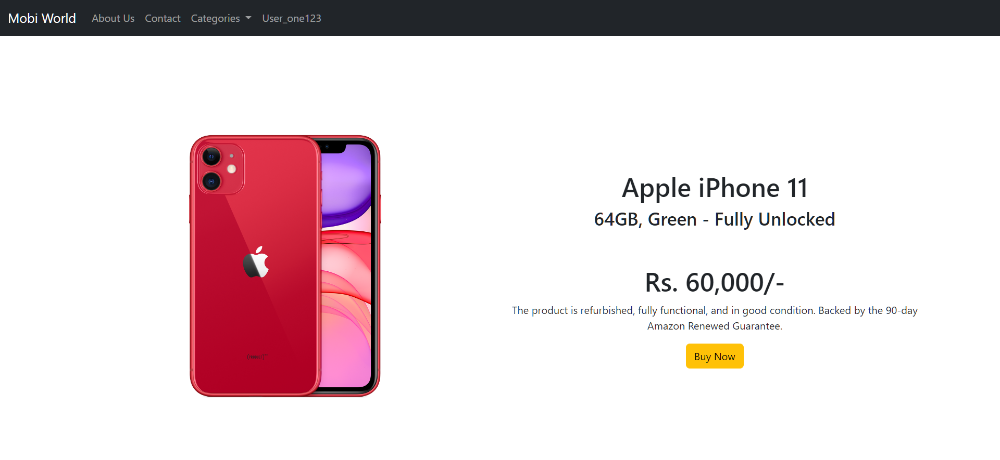 Mobi World About Us Contact Categories User_one123
Apple iPhone 11
64GB, Green - Fully Unlocked
Rs. 60,000/-
The product is refurbished, fully functional, and in good condition. Backed by the 90-day
Amazon Renewed Guarantee.
Buy Now
(PRODUCT)